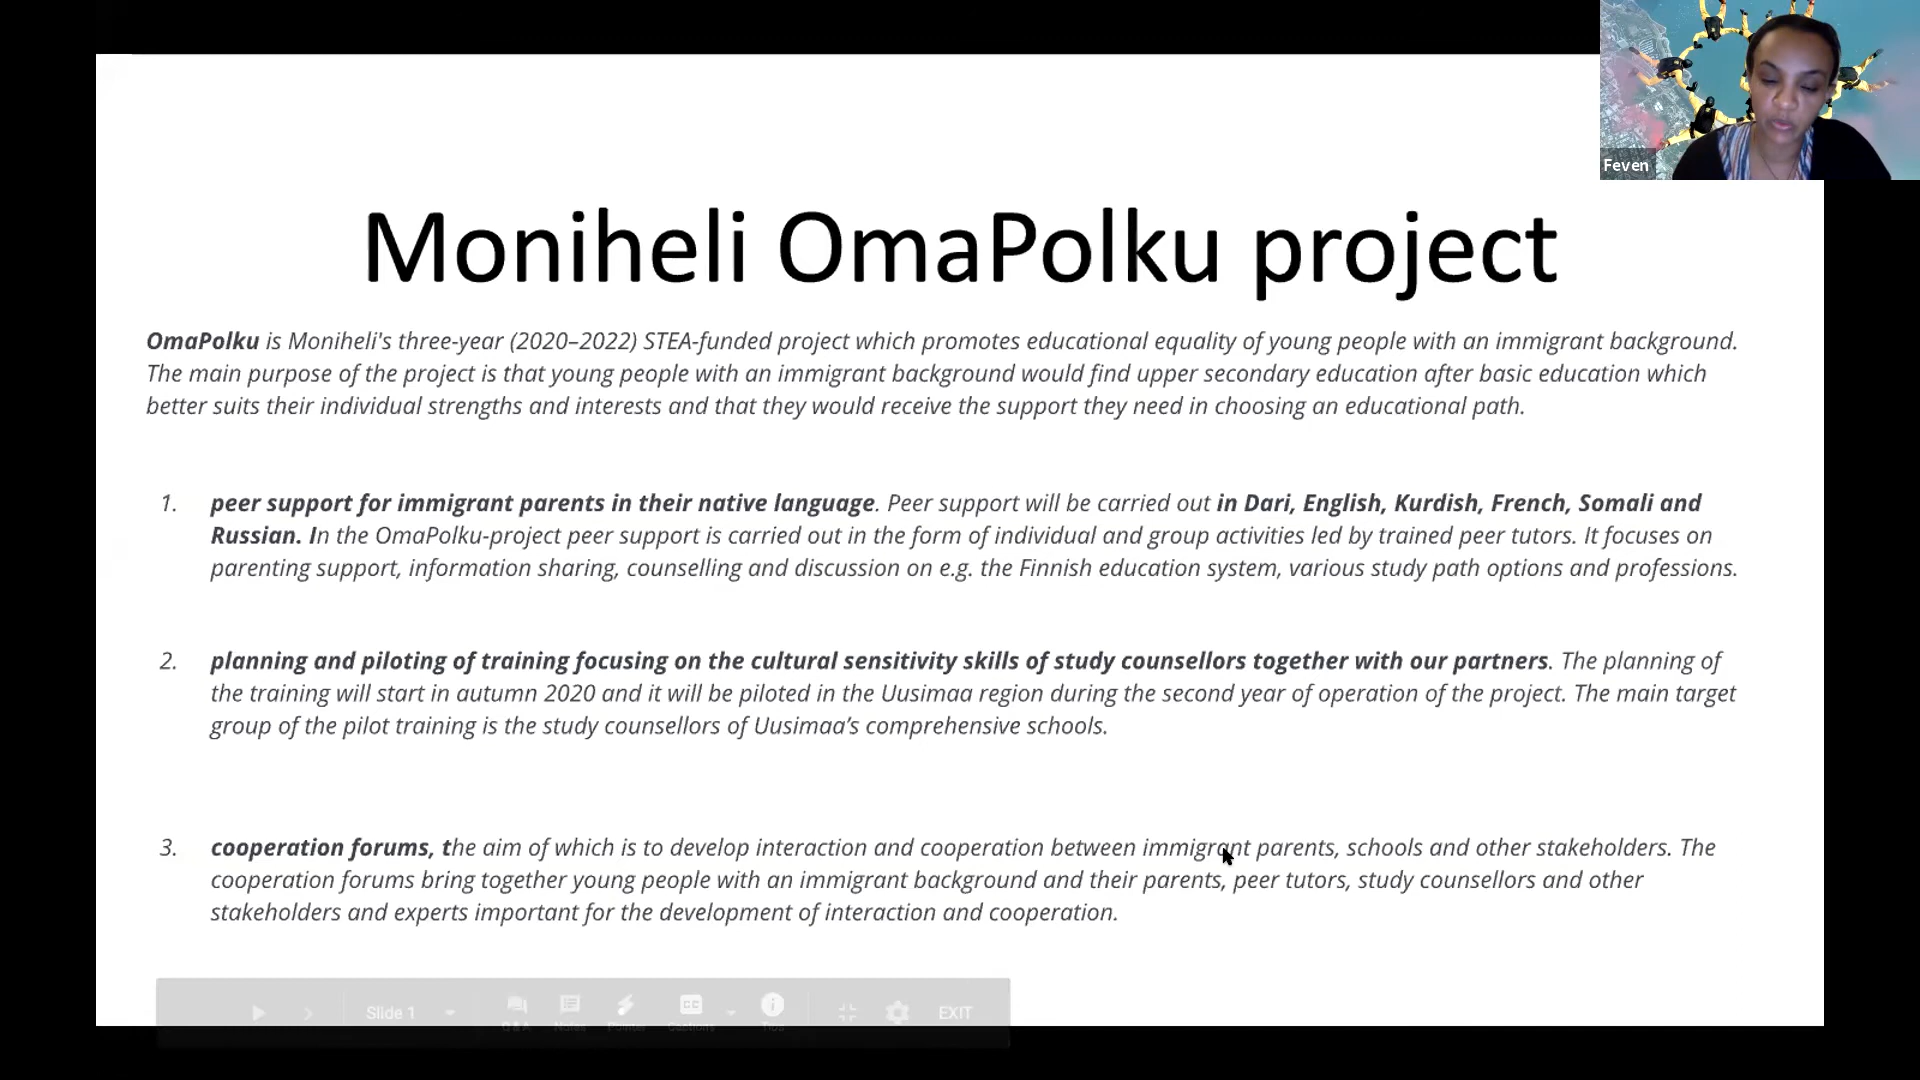 Feven
Moniheli OmaPolku project
OmaPolku is Moniheli's three-year (2020–2022) STEA-funded project which promotes educational equality of young people with an immigrant background.
The main purpose of the project is that young people with an immigrant background would find upper secondary education after basic education which
better suits their individual strengths and interests and that they would receive the support they need in choosing an educational path.
1. peer support for immigrant parents in their native language. Peer support will be carried out in Dari, English, Kurdish, French, Somali and
Russian. In the OmaPolku-project peer support is carried out in the form of individual and group activities led by trained peer tutors. It focuses on
parenting support, information sharing, counselling and discussion on e.g. the Finnish education system, various study path options and professions.
2. planning and piloting of training focusing on the cultural sensitivity skills of study counsellors together with our partners. The planning of
the training will start in autumn 2020 and it will be piloted in the Uusimaa region during the second year of operation of the project. The main target
group of the pilot training is the study counsellors of Uusimaa’s comprehensive schools.
3. cooperation forums, the aim of which is to develop interaction and cooperation between immigrant parents, schools and other stakeholders. The
cooperation forums bring together young people with an immigrant background and their parents, peer tutors, study counsellors and other
stakeholders and experts important for the development of interaction and cooperation.
Slide 1 CC EXIT
Q&A Notes Pointer Captions Tips